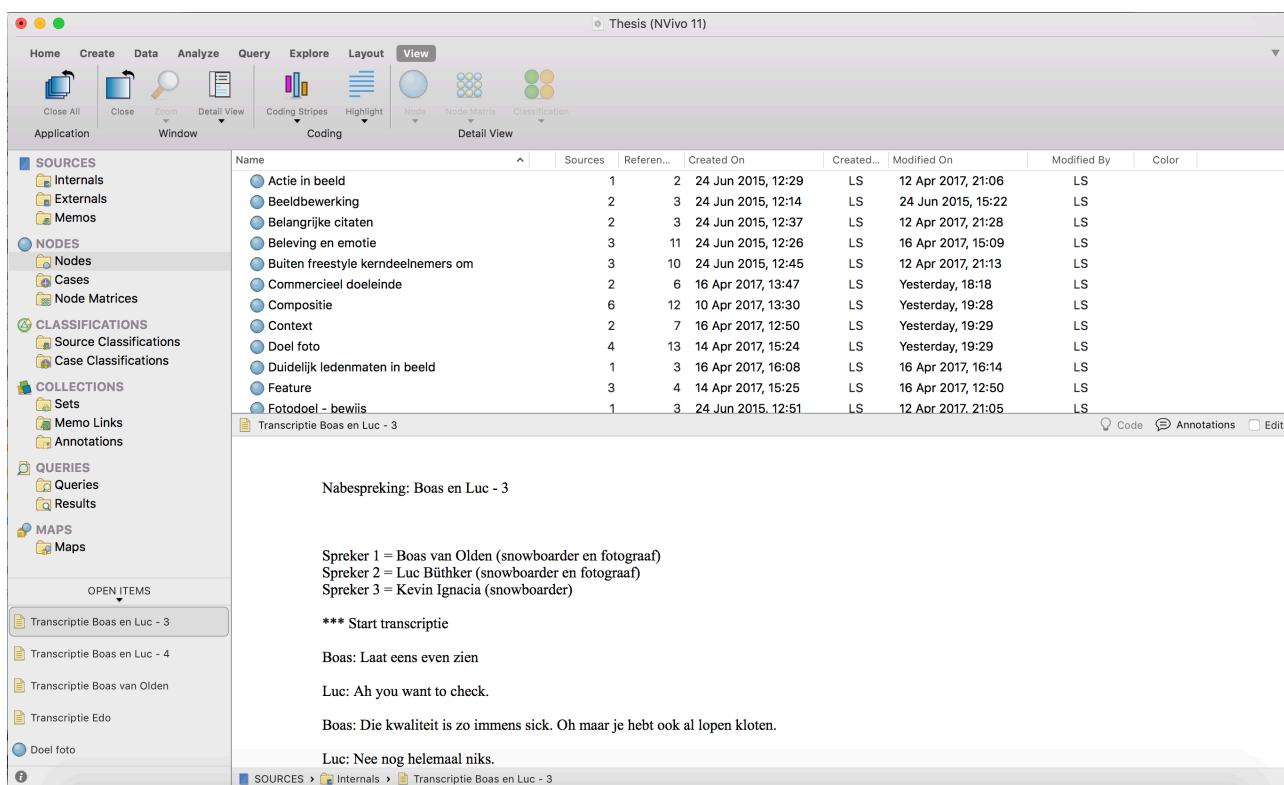 Thesis (NVivo 11)
Home Create Data Analyze Query Explore Layout View
Close All Close Zoom Detail View Coding Stripes Highlight Node Node Matrix Classification
Application Window Coding Detail View
SOURCES
Internals
Externals
Memos
NODES
Nodes
Cases
Node Matrices
CLASSIFICATIONS
Source Classifications
Case Classifications
COLLECTIONS
Sets
Memo Links
Annotations
QUERIES
Queries
Results
MAPS
Maps
OPEN ITEMS
Transcriptie Boas en Luc - 3
Transcriptie Boas en Luc - 4
Transcriptie Boas van Olden
Transcriptie Edo
Doel foto
Name Sources Referen... Created On Created... Modified On Modified By Color
Actie in beeld 1 2 24 Jun 2015, 12:29 LS 12 Apr 2017, 21:06 LS
Beeldbewerking 2 3 24 Jun 2015, 12:14 LS 24 Jun 2015, 15:22 LS
Belangrijke citaten 2 3 24 Jun 2015, 12:37 LS 12 Apr 2017, 21:28 LS
Beleving en emotie 3 11 24 Jun 2015, 12:26 LS 16 Apr 2017, 15:09 LS
Buiten freestyle kerndeelnemers om 3 10 24 Jun 2015, 12:45 LS 12 Apr 2017, 21:13 LS
Commercieel doeleinde 2 6 16 Apr 2017, 13:47 LS Yesterday, 18:18 LS
Compositie 6 12 10 Apr 2017, 13:30 LS Yesterday, 19:28 LS
Context 2 7 16 Apr 2017, 12:50 LS Yesterday, 19:29 LS
Doel foto 4 13 14 Apr 2017, 15:24 LS Yesterday, 19:29 LS
Duidelijk ledenmaten in beeld 1 3 16 Apr 2017, 16:08 LS 16 Apr 2017, 16:14 LS
Feature 3 4 14 Apr 2017, 15:25 LS 16 Apr 2017, 12:50 LS
Fotodoel - bewijs 1 3 24 Jun 2015, 12:51 LS 12 Apr 2017, 21:05 LS
Transcriptie Boas en Luc - 3 Code Annotations Edit
Nabespreking: Boas en Luc - 3
Spreker 1 = Boas van Olden (snowboarder en fotograaf)
Spreker 2 = Luc Büthker (snowboarder en fotograaf)
Spreker 3 = Kevin Ignacia (snowboarder)
*** Start transcriptie
Boas: Laat eens even zien
Luc: Ah you want to check.
Boas: Die kwaliteit is zo immens sick. Oh maar je hebt ook al lopen kloten.
Luc: Nee nog helemaal niks.
SOURCES › Internals › Transcriptie Boas en Luc - 3